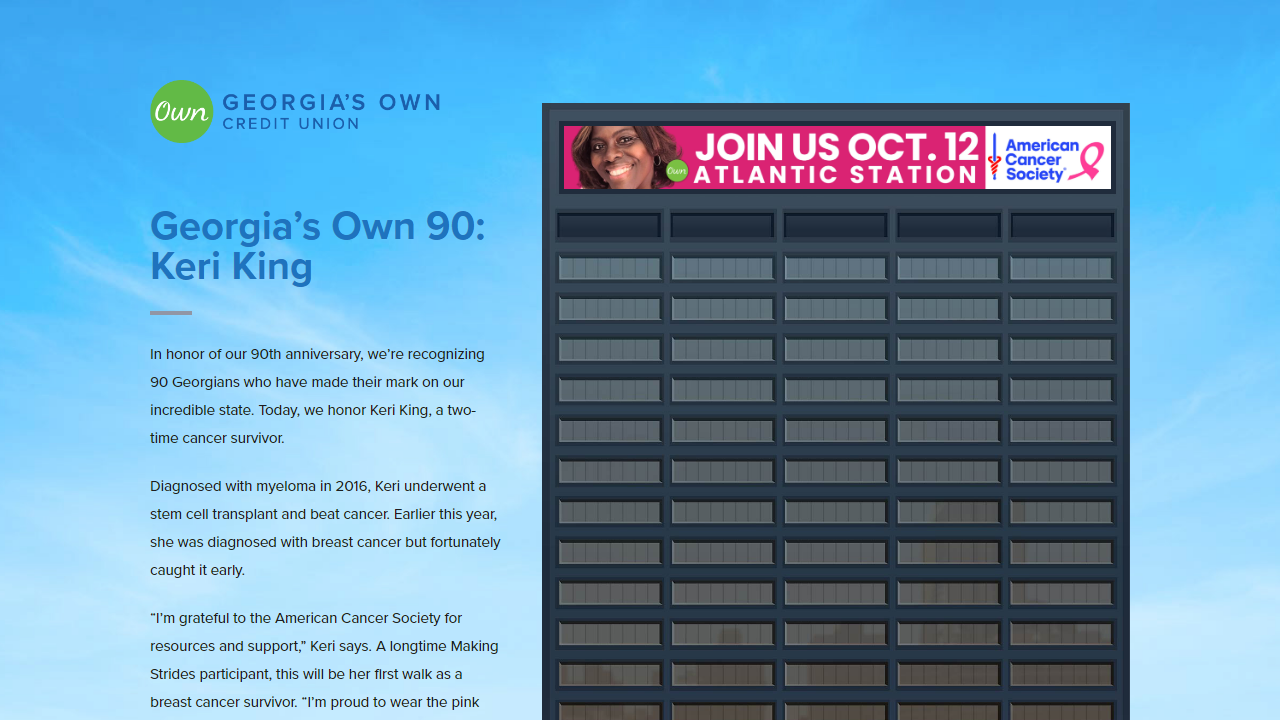 Own
GEORGIA’S OWN
CREDIT UNION
Georgia’s Own 90:
Keri King
In honor of our 90th anniversary, we’re recognizing
90 Georgians who have made their mark on our
incredible state. Today, we honor Keri King, a two-
time cancer survivor.
Diagnosed with myeloma in 2016, Keri underwent a
stem cell transplant and beat cancer. Earlier this year,
she was diagnosed with breast cancer but fortunately
caught it early.
“I’m grateful to the American Cancer Society for
resources and support,” Keri says. A longtime Making
Strides participant, this will be her first walk as a
breast cancer survivor. “I’m proud to wear the pink
Own
JOIN US OCT. 12
ATLANTIC STATION
American
Cancer
Society®